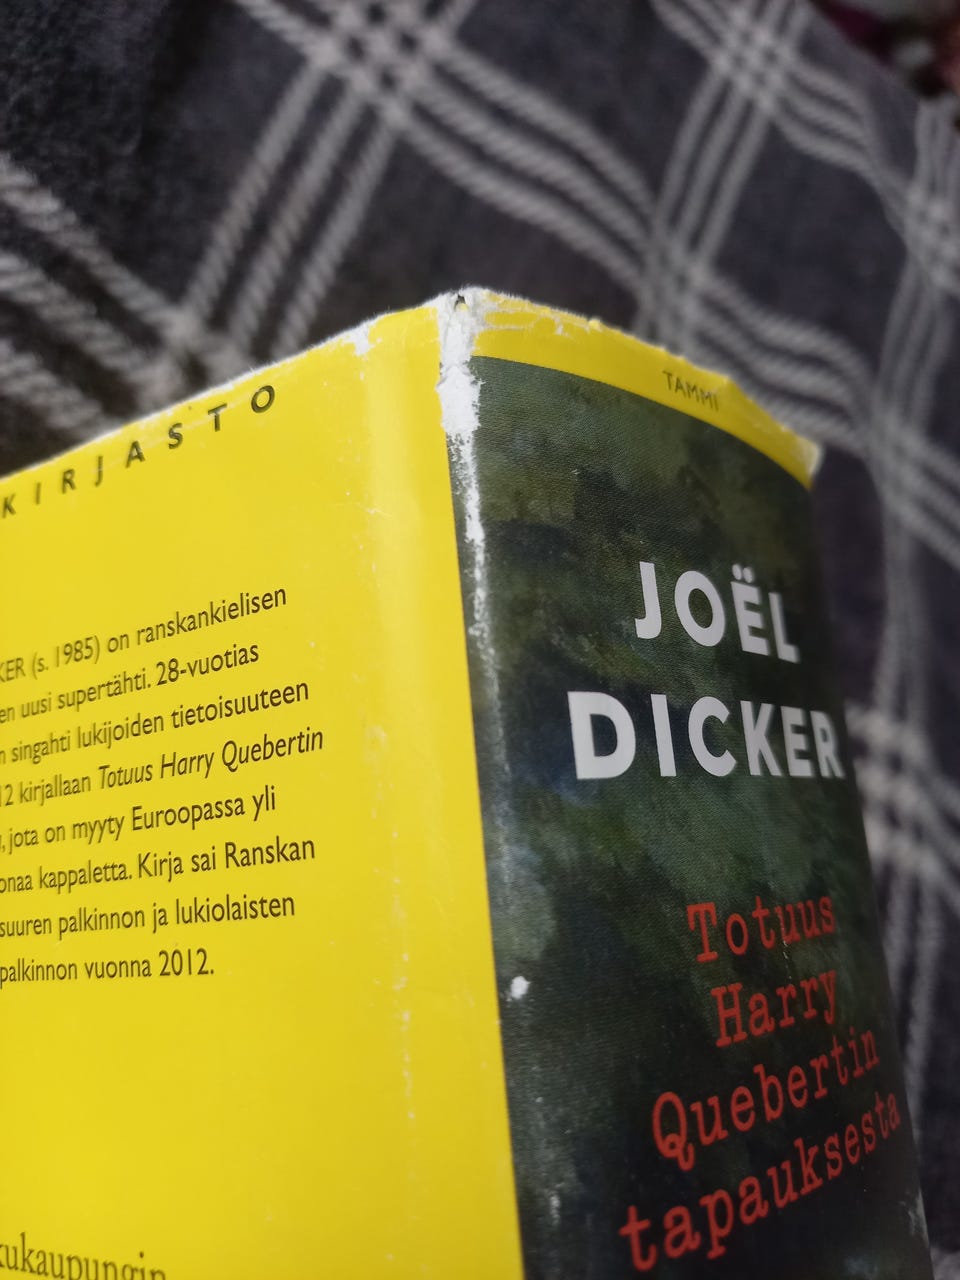 KIRJASTO
KER (s. 1985) on ranskankielisen
en uusi supertähti. 28-vuotias
n singahti lukijoiden tietoisuuteen
12 kirjallaan Totuus Harry Quebertin
, jota on myyty Euroopassa yli
onaa kappaletta. Kirja sai Ranskan
suuren palkinnon ja lukiolaisten
palkinnon vuonna 2012.
kukaupungin
TAMMI
JOËL
DICKER
Totuus
Harry
Quebertin
tapauksesta